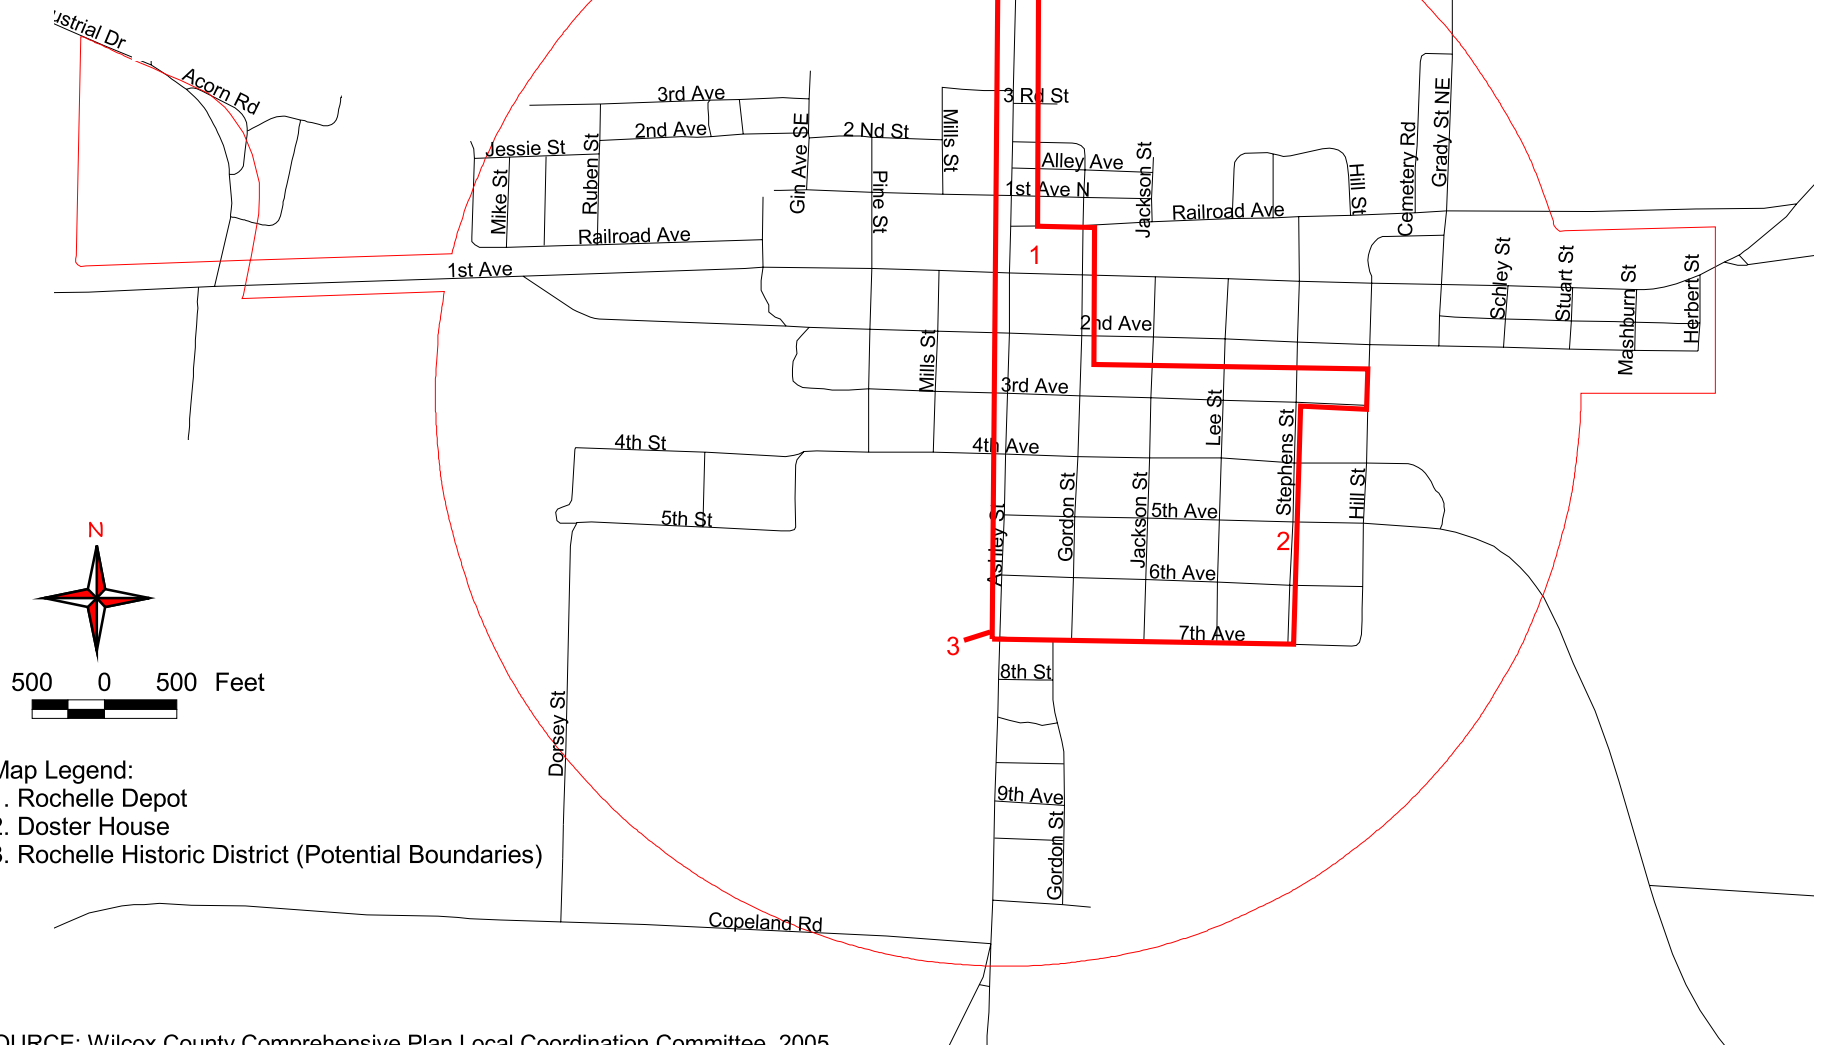 ustrial Dr
Acorn Rd
3rd Ave
3 Rd St
2nd Ave
2 Nd St
Mills St
Gin Ave SE
Jessie St
Ruben St
Mike St
Pine St
Alley Ave
Jackson St
1st Ave N
Hill St
Cemetery Rd
Grady St NE
Railroad Ave
Railroad Ave
1st Ave
1
Schley St
Stuart St
Mashburn St
Herbert St
2nd Ave
Mills St
3rd Ave
Lee St
Stephens St
4th St
4th Ave
Gordon St
Jackson St
Hill St
5th St
5th Ave
Ashley St
2
6th Ave
N
7th Ave
3
8th St
500 0 500 Feet
Dorsey St
9th Ave
Gordon St
Map Legend:
. Rochelle Depot
2. Doster House
3. Rochelle Historic District (Potential Boundaries)
Copeland Rd
OURCE: Wilcox County Comprehensive Plan Local Coordination Committee, 2005